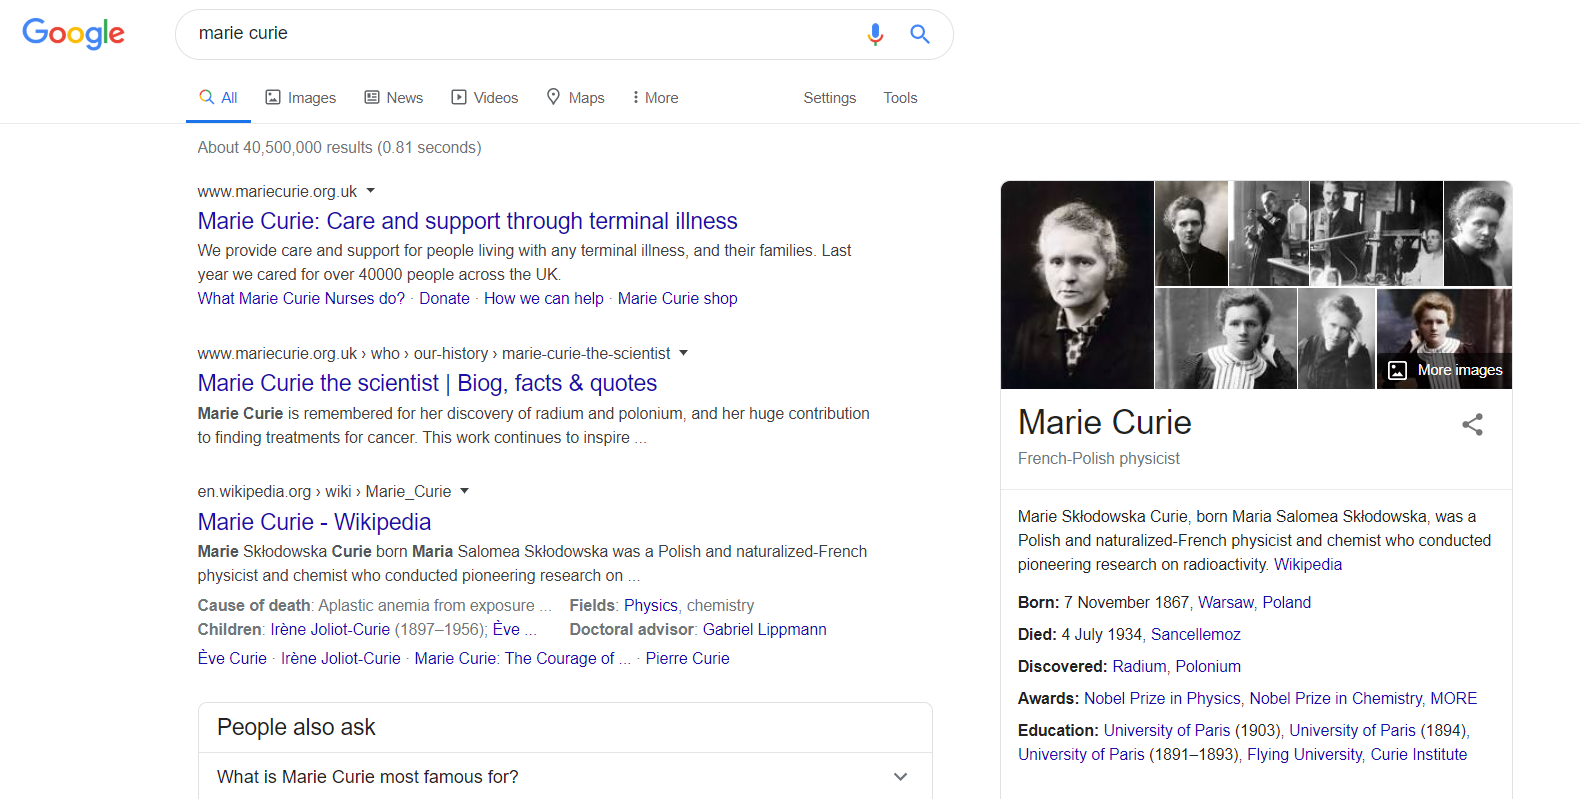 Google
marie curie
All Images News Videos Maps More Settings Tools
About 40,500,000 results (0.81 seconds)
www.mariecurie.org.uk
Marie Curie: Care and support through terminal illness
We provide care and support for people living with any terminal illness, and their families. Last
year we cared for over 40000 people across the UK.
What Marie Curie Nurses do? · Donate · How we can help · Marie Curie shop
www.mariecurie.org.uk › who › our-history › marie-curie-the-scientist
Marie Curie the scientist | Biog, facts & quotes
Marie Curie is remembered for her discovery of radium and polonium, and her huge contribution
to finding treatments for cancer. This work continues to inspire ...
en.wikipedia.org › wiki › Marie_Curie
Marie Curie - Wikipedia
Marie Skłodowska Curie born Maria Salomea Skłodowska was a Polish and naturalized-French
physicist and chemist who conducted pioneering research on ...
Cause of death: Aplastic anemia from exposure ... Fields: Physics, chemistry
Children: Irène Joliot-Curie (1897–1956); Ève ... Doctoral advisor: Gabriel Lippmann
Ève Curie · Irène Joliot-Curie · Marie Curie: The Courage of ... · Pierre Curie
People also ask
What is Marie Curie most famous for?
More images
Marie Curie
French-Polish physicist
Marie Skłodowska Curie, born Maria Salomea Skłodowska, was a
Polish and naturalized-French physicist and chemist who conducted
pioneering research on radioactivity. Wikipedia
Born: 7 November 1867, Warsaw, Poland
Died: 4 July 1934, Sancellemoz
Discovered: Radium, Polonium
Awards: Nobel Prize in Physics, Nobel Prize in Chemistry, MORE
Education: University of Paris (1903), University of Paris (1894),
University of Paris (1891–1893), Flying University, Curie Institute